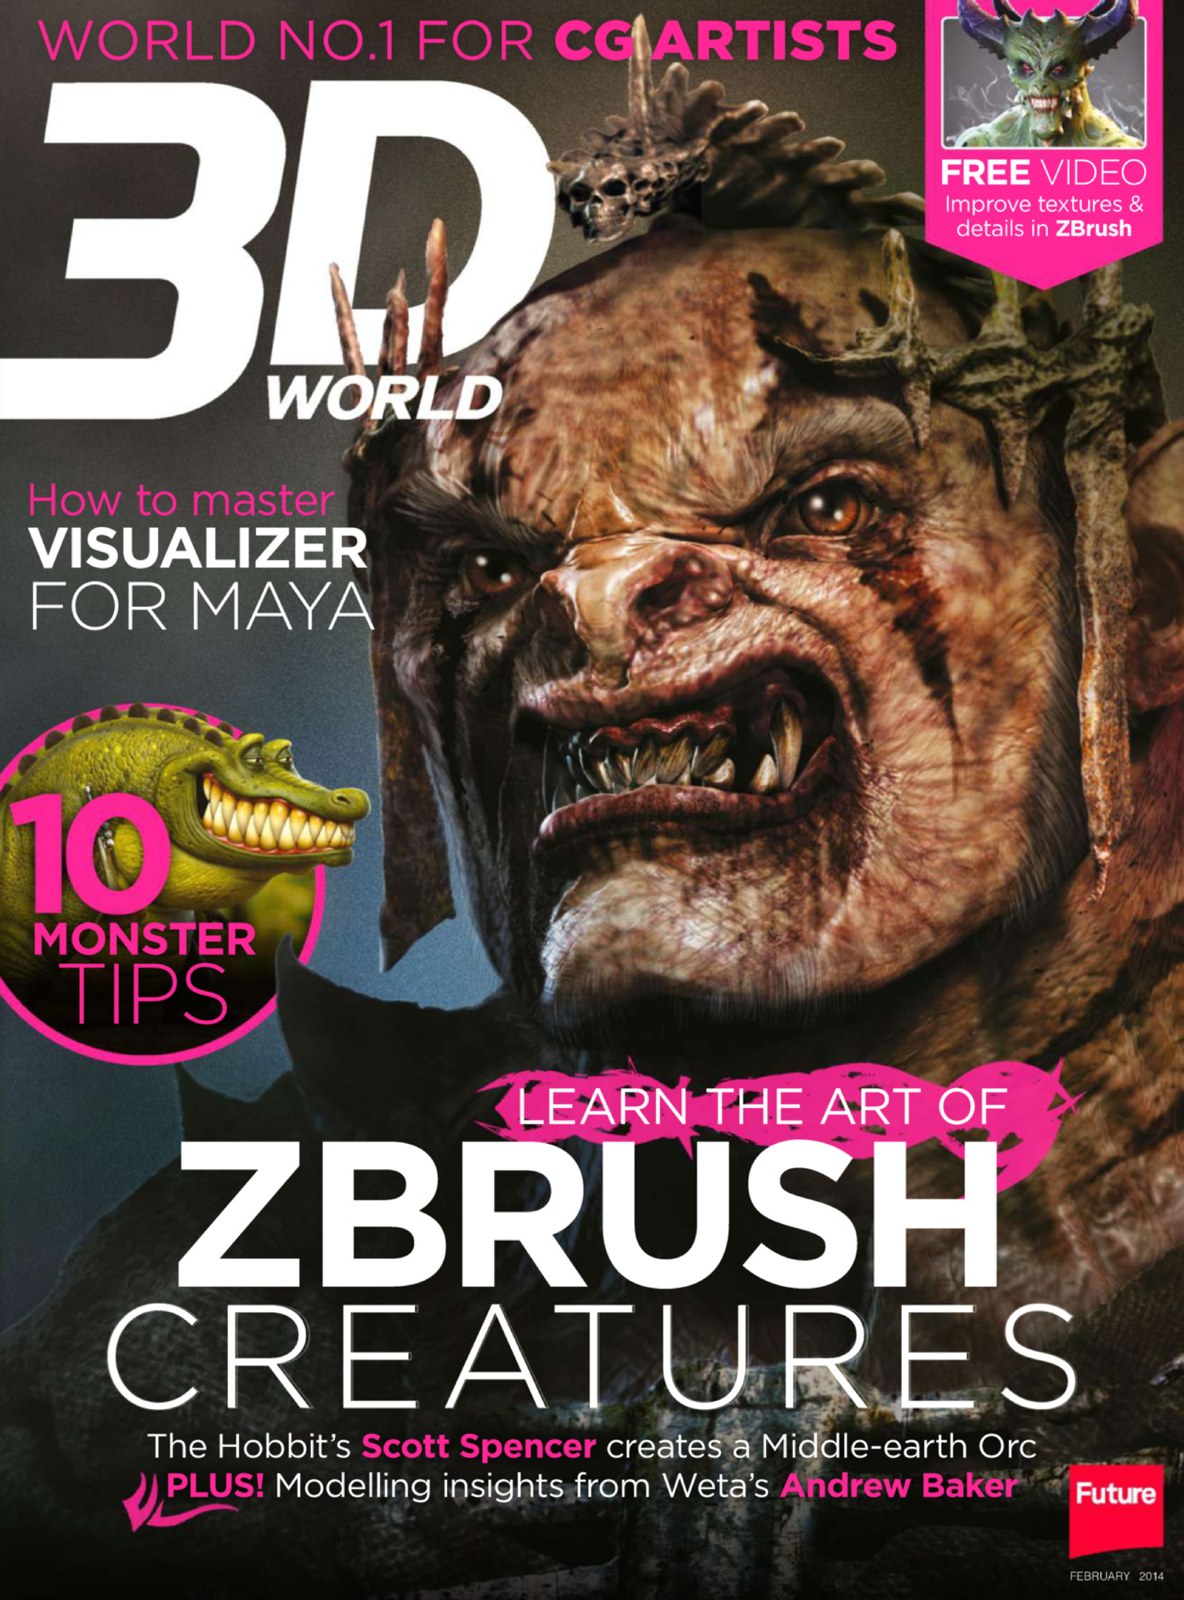 WORLD NO.1 FOR CG ARTISTS
3D
WORLD
FREE VIDEO
Improve textures &
details in ZBrush
How to master
VISUALIZER
FOR MAYA
10
MONSTER
TIPS
LEARN THE ART OF
ZBRUSH
CREATURES
The Hobbit's Scott Spencer creates a Middle-earth Orc
PLUS! Modelling insights from Weta's Andrew Baker
Future
FEBRUARY 2014